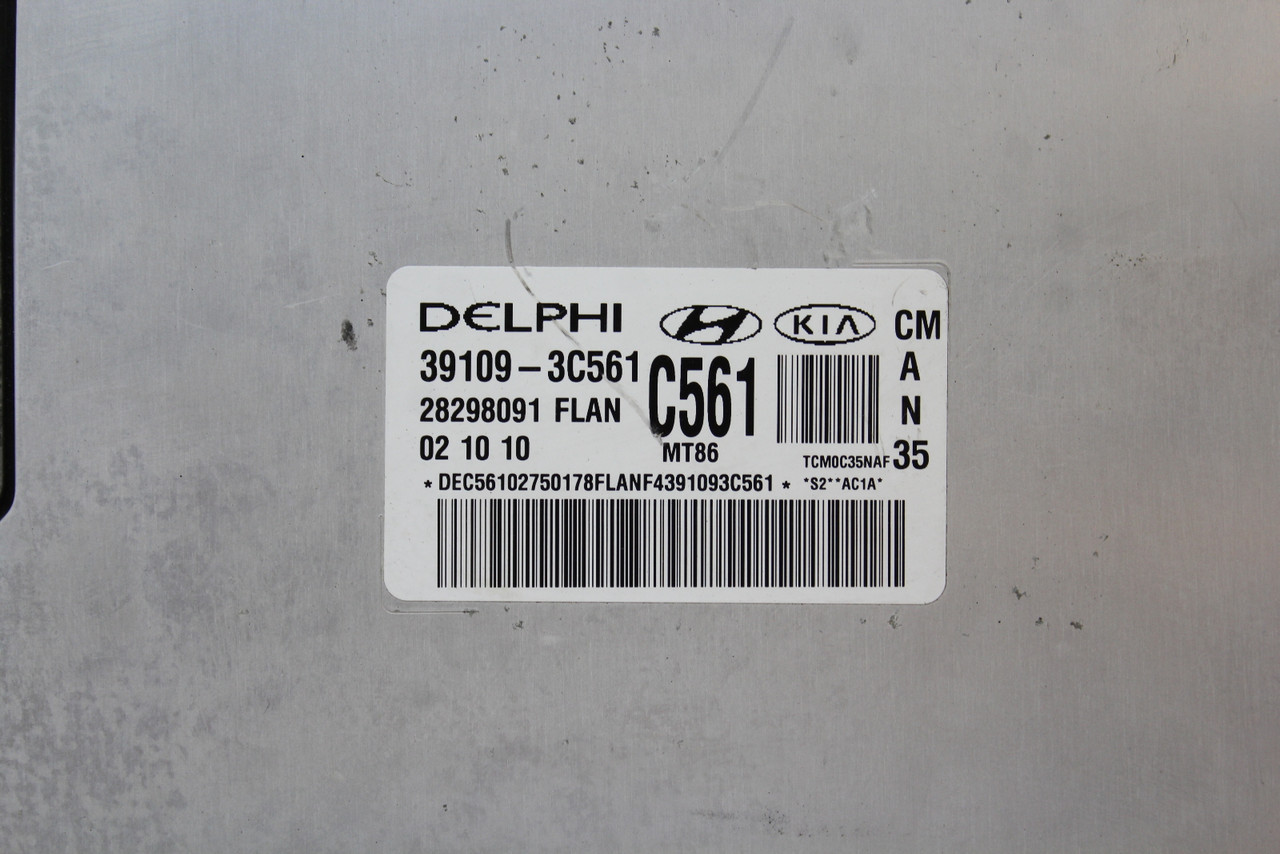 DELPHI KIA CM
39109-3C561 C561 A
28298091 FLAN N
02 10 10 MT86 TCM0C35NAF 35
* DEC56102750178FLANF4391093C561 * *S2**AC1A*